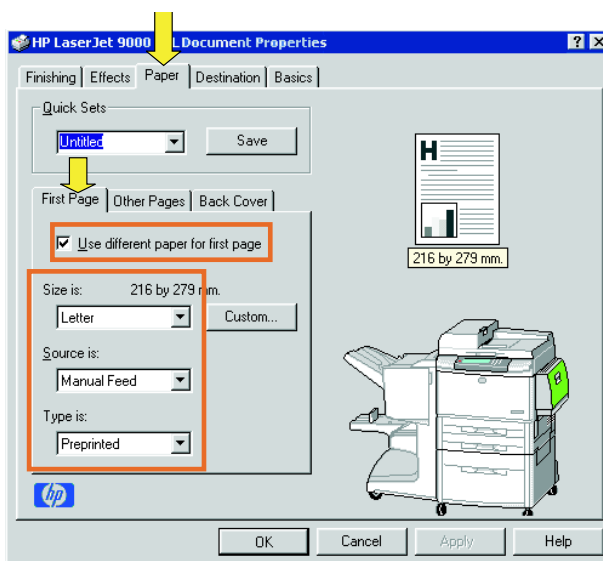 HP LaserJet 9000 L Document Properties
Finishing Effects Paper Destination Basics
Quick Sets
Untitled Save
First Page Other Pages Back Cover
Use different paper for first page
Size is: 216 by 279 mm.
Letter Custom...
Source is:
Manual Feed
Type is:
Preprinted
H
216 by 279 mm.
hp
OK Cancel Apply Help